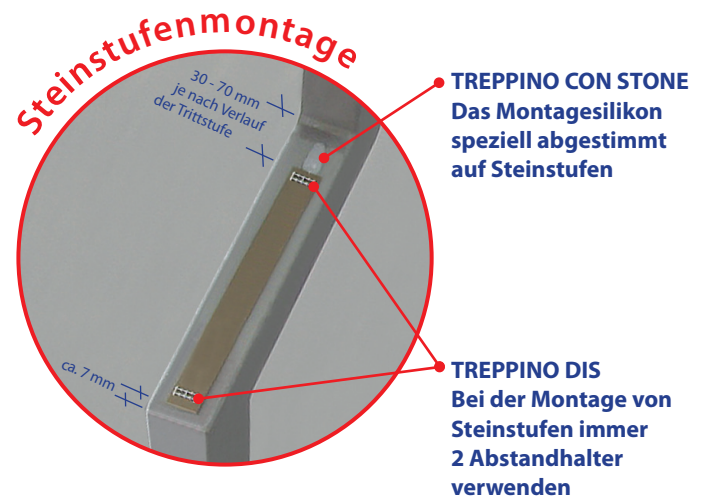 Steinstufenmontage
30 - 70 mm
je nach Verlauf
der Trittstufe
TREPPINO CON STONE
Das Montagesilikon
speziell abgestimmt
auf Steinstufen
ca. 7 mm
TREPPINO DIS
Bei der Montage von
Steinstufen immer
2 Abstandhalter
verwenden